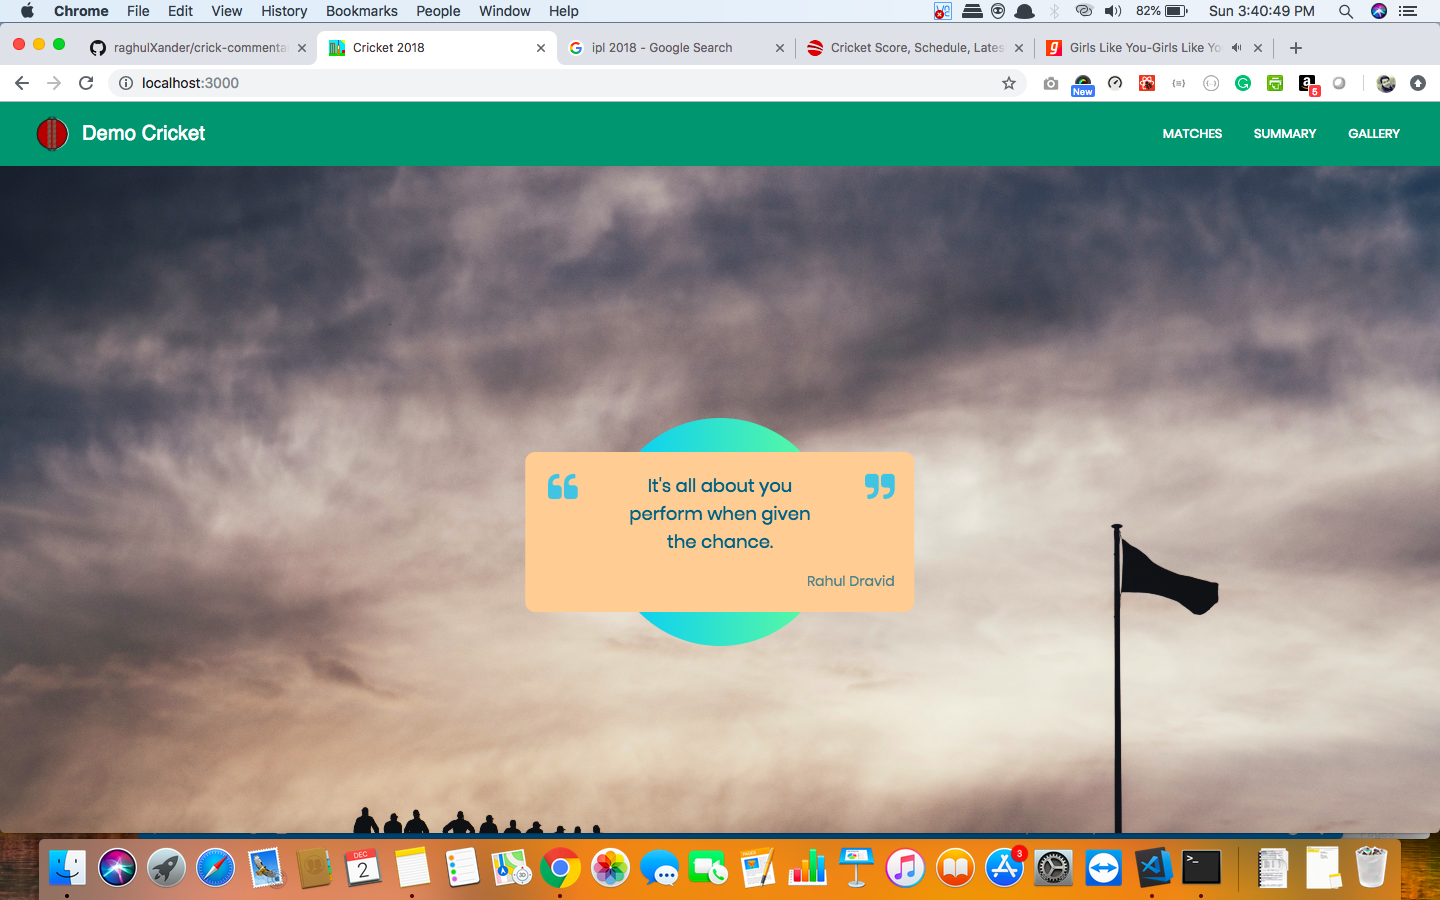 Chrome File Edit View History Bookmarks People Window Help 82% Sun 3:40:49 PM
raghulXander/crick-commenta Cricket 2018 ipl 2018 - Google Search Cricket Score, Schedule, Lates Girls Like You-Girls Like Yo
localhost:3000 New 5
Demo Cricket MATCHES SUMMARY GALLERY
It's all about you
perform when given
the chance.
Rahul Dravid
DEC
2
3